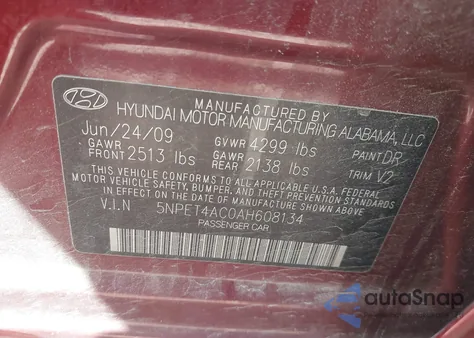 MANUFACTURED BY
HYUNDAI MOTOR MANUFACTURING ALABAMA, LLC
Jun/24/09 GVWR 4299 lbs PAINT DR
GAWR FRONT 2513 lbs GAWR REAR 2138 lbs TRIM V2
THIS VEHICLE CONFORMS TO ALL APPLICABLE U.S.A. FEDERAL
MOTOR VEHICLE SAFETY, BUMPER, AND THEFT PREVENTION
STANDARDS IN EFFECT ON THE DATE OF MANUFACTURE SHOWN ABOVE.
V.I.N 5NPET4AC0AH608134
PASSENGER CAR
autoSnap